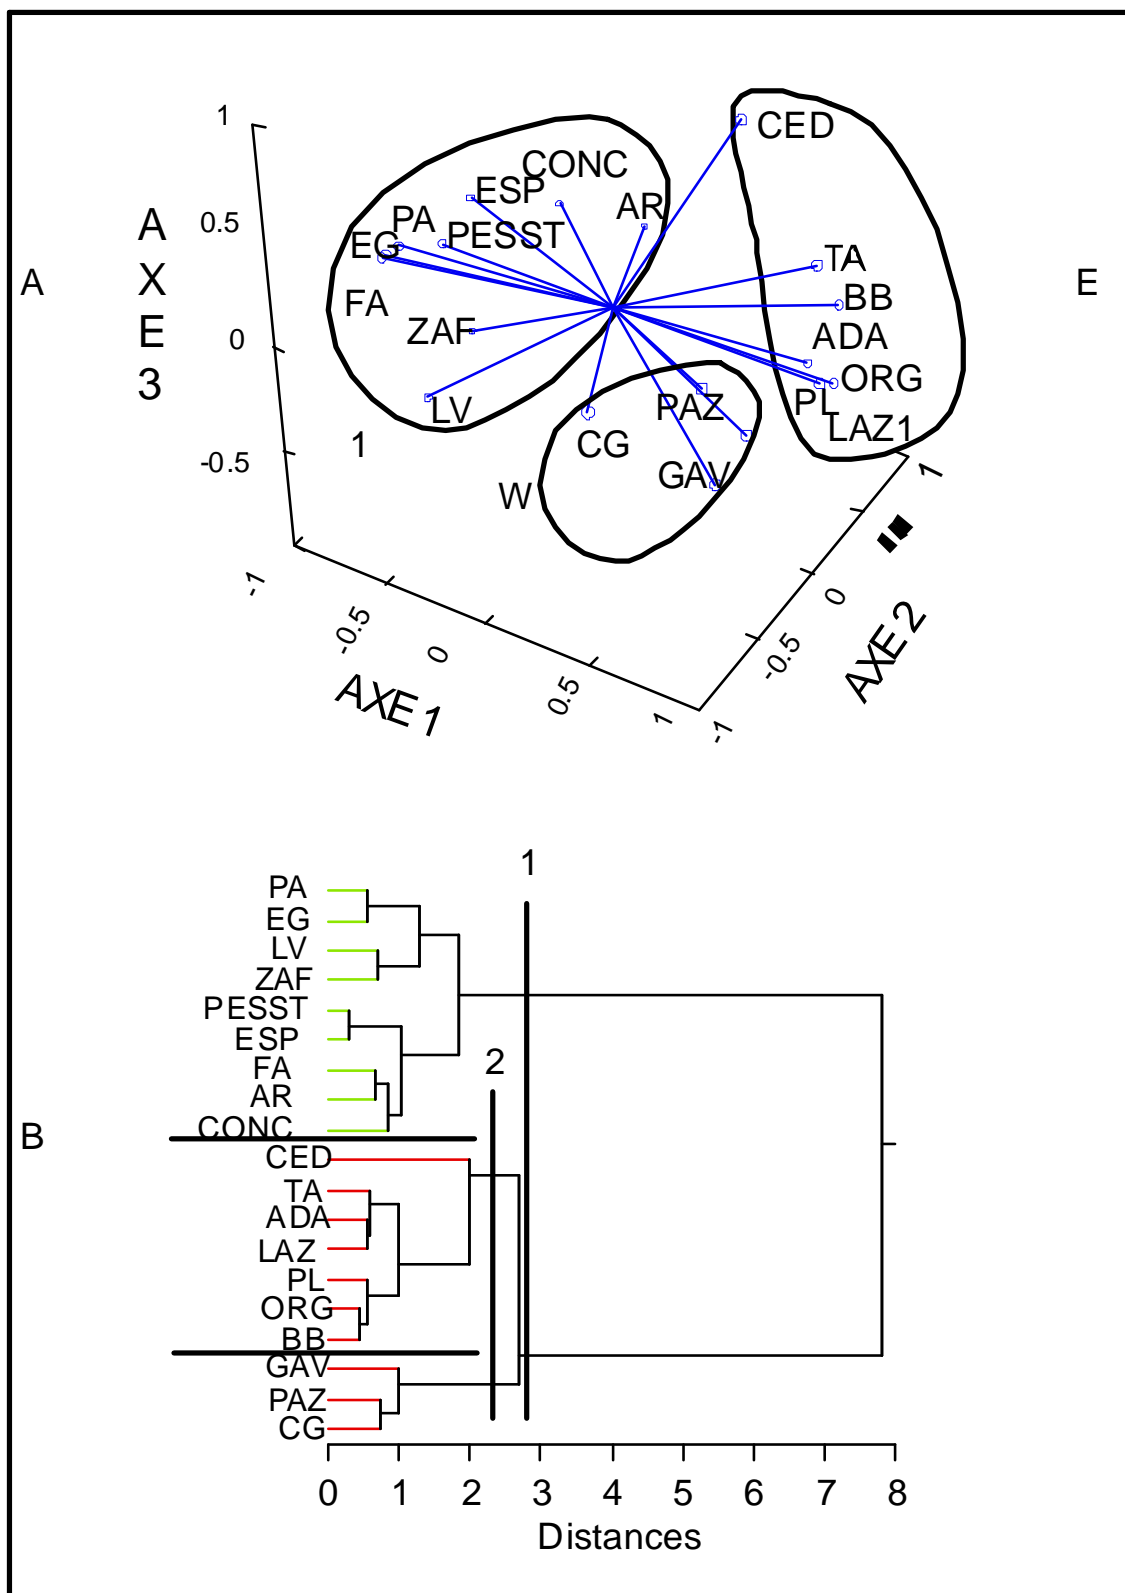 1
CED
CONC
ESP
AR
PA
PESST
EG
TA
A
A
X
E
3
0.5
E
BB
FA
ZAF
ADA
0
ORG
PL
PAZ
LV
LAZ1
1
CG
-0.5
GAV
W
1
-1
0
-0.5
-0.5
0
AXE 2
AXE 1
0.5
1
-1
1
PA
EG
LV
ZAF
PESST
ESP
2
FA
AR
CONC
B
CED
TA
ADA
LAZ
PL
ORG
BB
GAV
PAZ
CG
0 1 2 3 4 5 6 7 8
Distances